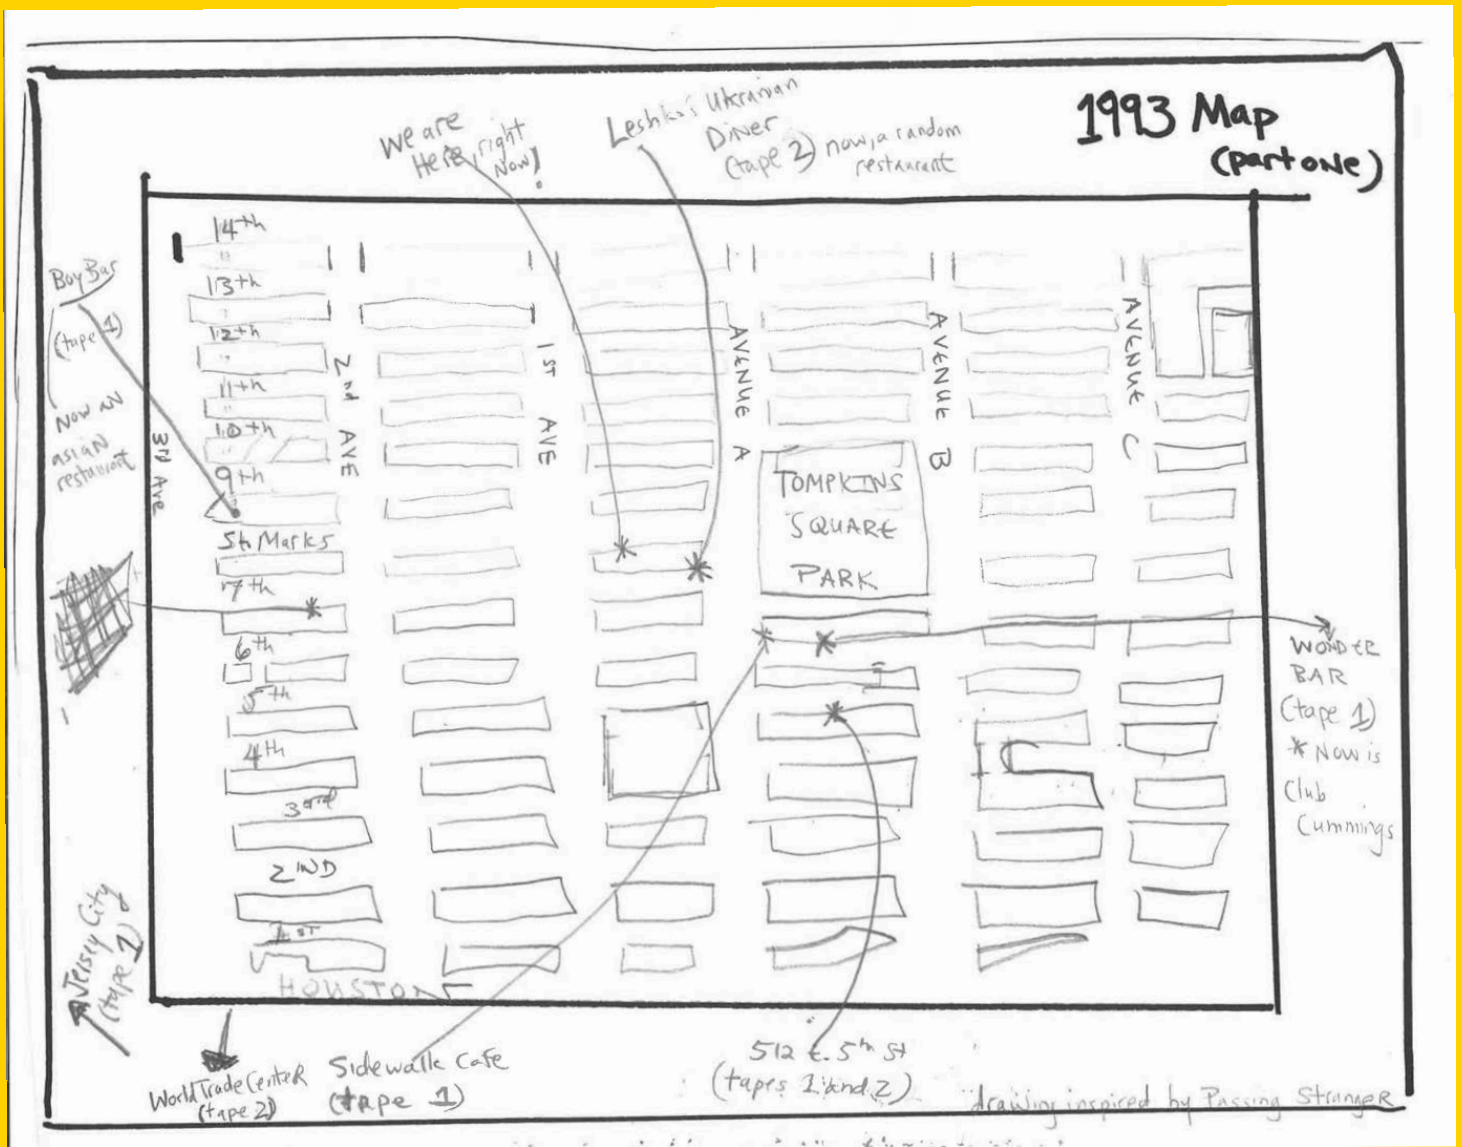 1993 Map
(part one)
We are
Here, right
Now!
Leshko's Ukrainian
Diner
(tape 2) now, a random
restaurant
Boy Bar
(tape 1)
Now an
asian
restaurant
14th
13th
12th
11th
10th
9th
St. Marks
7th
6th
5th
4th
3rd
2ND
1st
HOUSTON
3rd Ave
2nd AVE
1ST AVE
AVENUE A
AVENUE B
AVENUE C
TOMPKINS
SQUARE
PARK
WONDER
BAR
(tape 1)
* Now is
Club
Cummings
Jersey City
(tape 1)
World Trade Center
(tape 2)
Sidewalk Cafe
(tape 1)
512 E. 5th St
(tapes 1 and 2)
drawing inspired by Passing Stranger